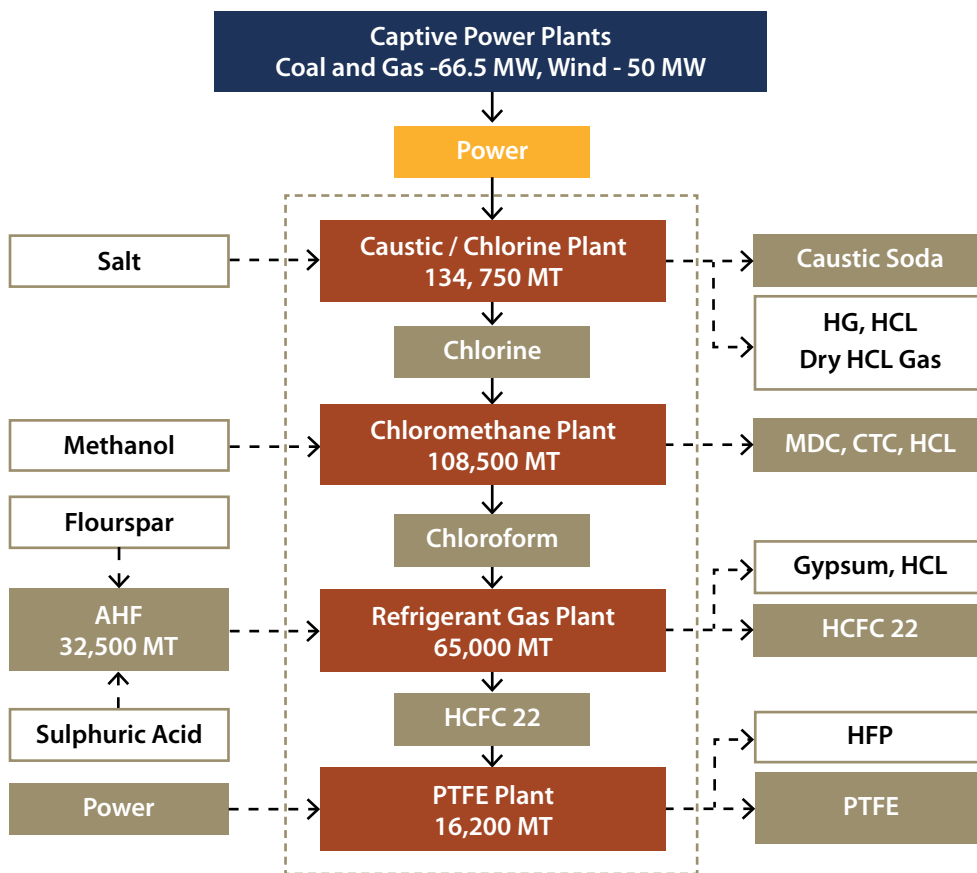 Captive Power Plants
Coal and Gas -66.5 MW, Wind - 50 MW
Power
Salt
Caustic / Chlorine Plant
134, 750 MT
Caustic Soda
HG, HCL
Dry HCL Gas
Chlorine
Methanol
Chloromethane Plant
108,500 MT
MDC, CTC, HCL
Flourspar
Chloroform
Gypsum, HCL
AHF
32,500 MT
Refrigerant Gas Plant
65,000 MT
HCFC 22
Sulphuric Acid
HCFC 22
HFP
Power
PTFE Plant
16,200 MT
PTFE